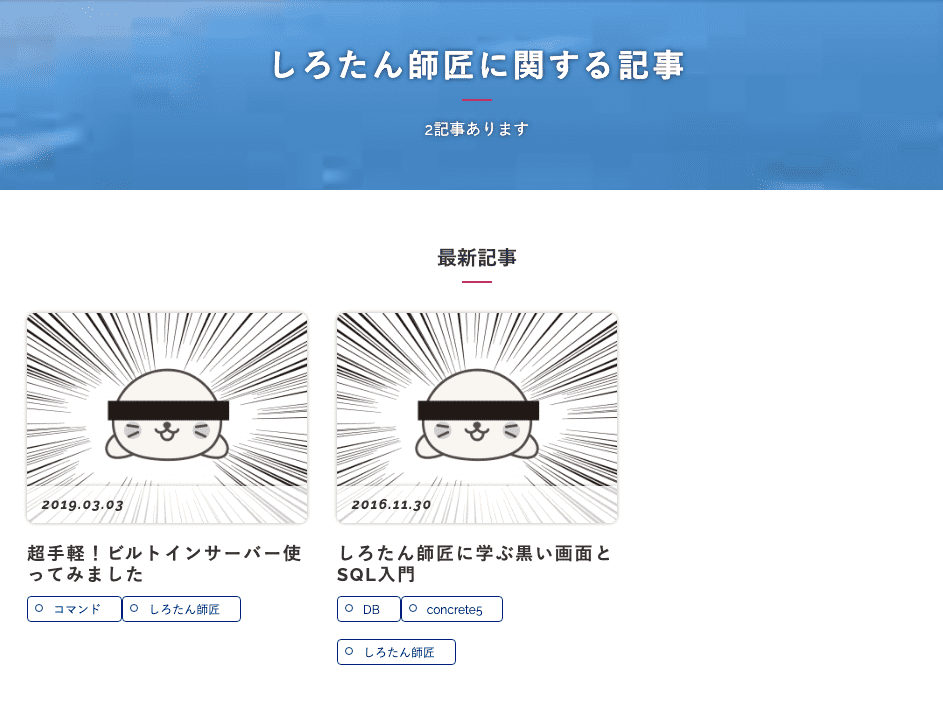 しろたん師匠に関する記事
2記事あります
最新記事
2019.03.03
超手軽！ビルトインサーバー使
ってみました
コマンド
しろたん師匠
2016.11.30
しろたん師匠に学ぶ黒い画面と
SQL入門
DB
concrete5
しろたん師匠